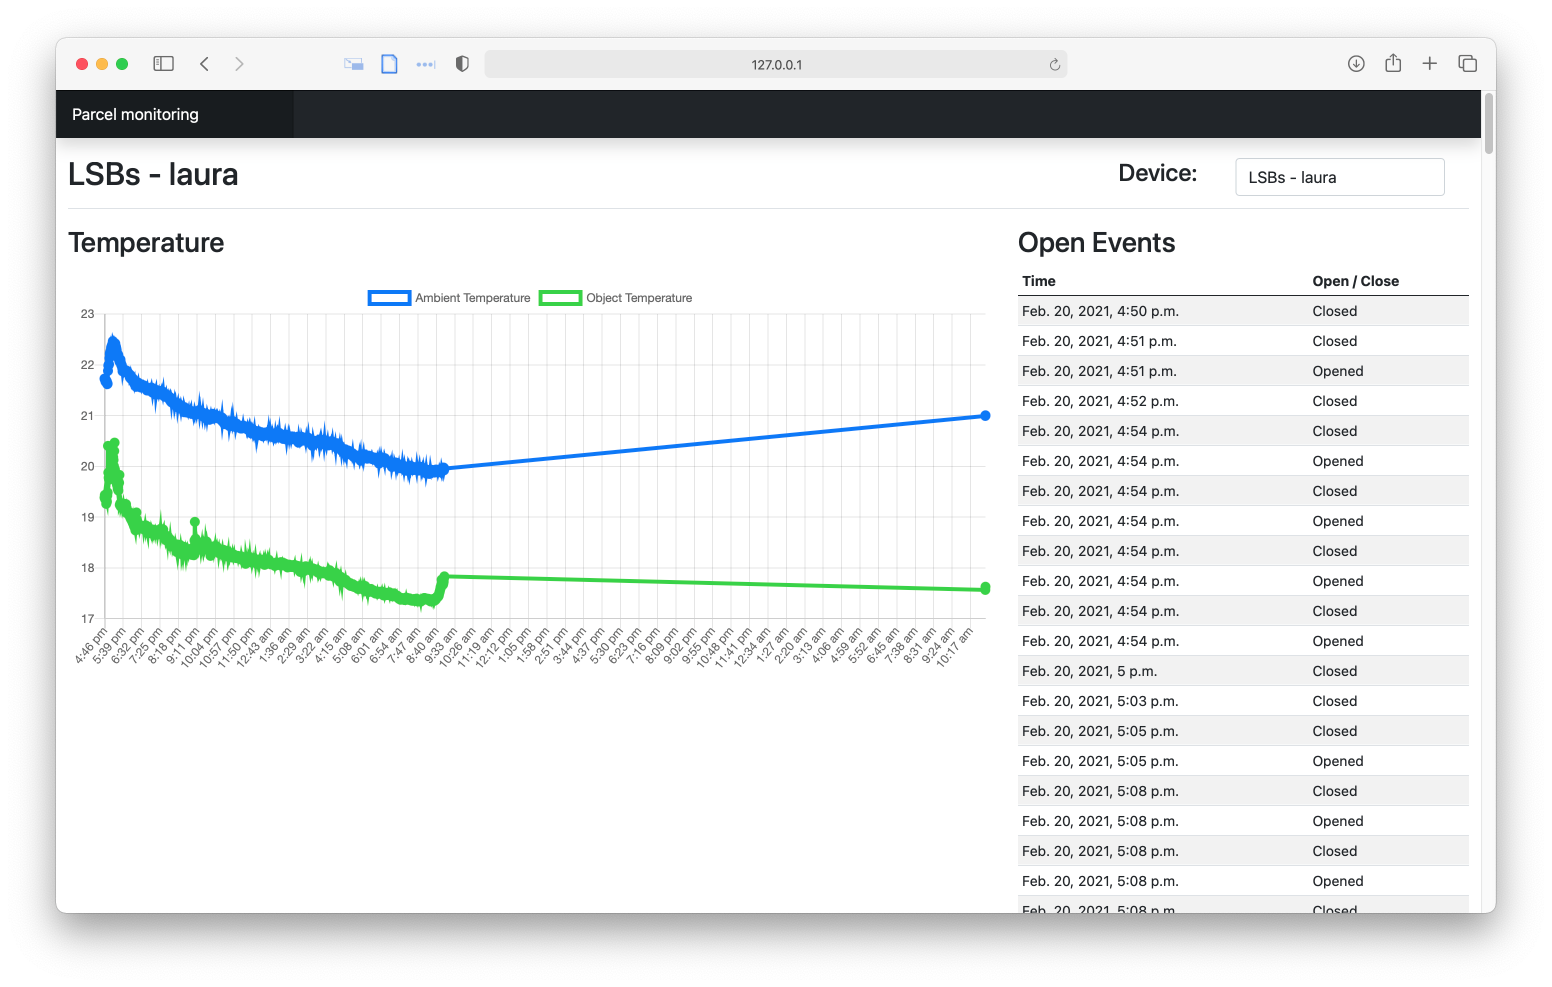 127.0.0.1
Parcel monitoring
LSBs - laura
Device:
LSBs - laura
Temperature
Ambient Temperature
Object Temperature
23
22
21
20
19
18
17
4:46 pm
5:39 pm
6:32 pm
7:25 pm
8:18 pm
9:11 pm
10:04 pm
10:57 pm
11:50 pm
12:43 am
1:36 am
2:29 am
3:22 am
4:15 am
5:08 am
6:01 am
6:54 am
7:47 am
8:40 am
9:33 am
10:26 am
11:19 am
12:12 pm
1:05 pm
1:58 pm
2:51 pm
3:44 pm
4:37 pm
5:30 pm
6:23 pm
7:16 pm
8:09 pm
9:02 pm
9:55 pm
10:48 pm
11:41 pm
12:34 am
1:27 am
2:20 am
3:13 am
4:06 am
4:59 am
5:52 am
6:45 am
7:38 am
8:31 am
9:24 am
10:17 am
Open Events
Time Open / Close
Feb. 20, 2021, 4:50 p.m. Closed
Feb. 20, 2021, 4:51 p.m. Closed
Feb. 20, 2021, 4:51 p.m. Opened
Feb. 20, 2021, 4:52 p.m. Closed
Feb. 20, 2021, 4:54 p.m. Closed
Feb. 20, 2021, 4:54 p.m. Opened
Feb. 20, 2021, 4:54 p.m. Closed
Feb. 20, 2021, 4:54 p.m. Opened
Feb. 20, 2021, 4:54 p.m. Closed
Feb. 20, 2021, 4:54 p.m. Opened
Feb. 20, 2021, 4:54 p.m. Closed
Feb. 20, 2021, 4:54 p.m. Opened
Feb. 20, 2021, 5 p.m. Closed
Feb. 20, 2021, 5:03 p.m. Closed
Feb. 20, 2021, 5:05 p.m. Closed
Feb. 20, 2021, 5:05 p.m. Opened
Feb. 20, 2021, 5:08 p.m. Closed
Feb. 20, 2021, 5:08 p.m. Opened
Feb. 20, 2021, 5:08 p.m. Closed
Feb. 20, 2021, 5:08 p.m. Opened
Feb. 20, 2021, 5:08 p.m. Closed